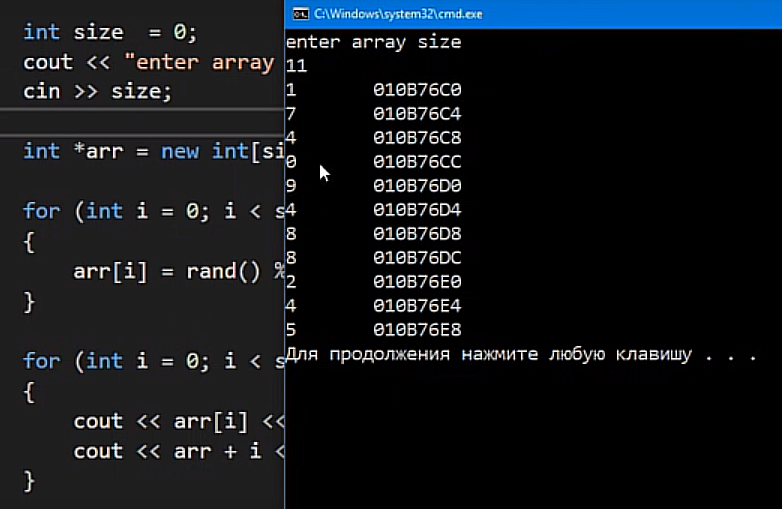 int size = 0;
cout << "enter array
cin >> size;
int *arr = new int[si
for (int i = 0; i < s
{
arr[i] = rand() %
}
for (int i = 0; i < s
{
cout << arr[i] <<
cout << arr + i <
}
C:\Windows\system32\cmd.exe
enter array size
11
1 010B76C0
7 010B76C4
4 010B76C8
0 010B76CC
9 010B76D0
4 010B76D4
8 010B76D8
8 010B76DC
2 010B76E0
4 010B76E4
5 010B76E8
Для продолжения нажмите любую клавишу . . .